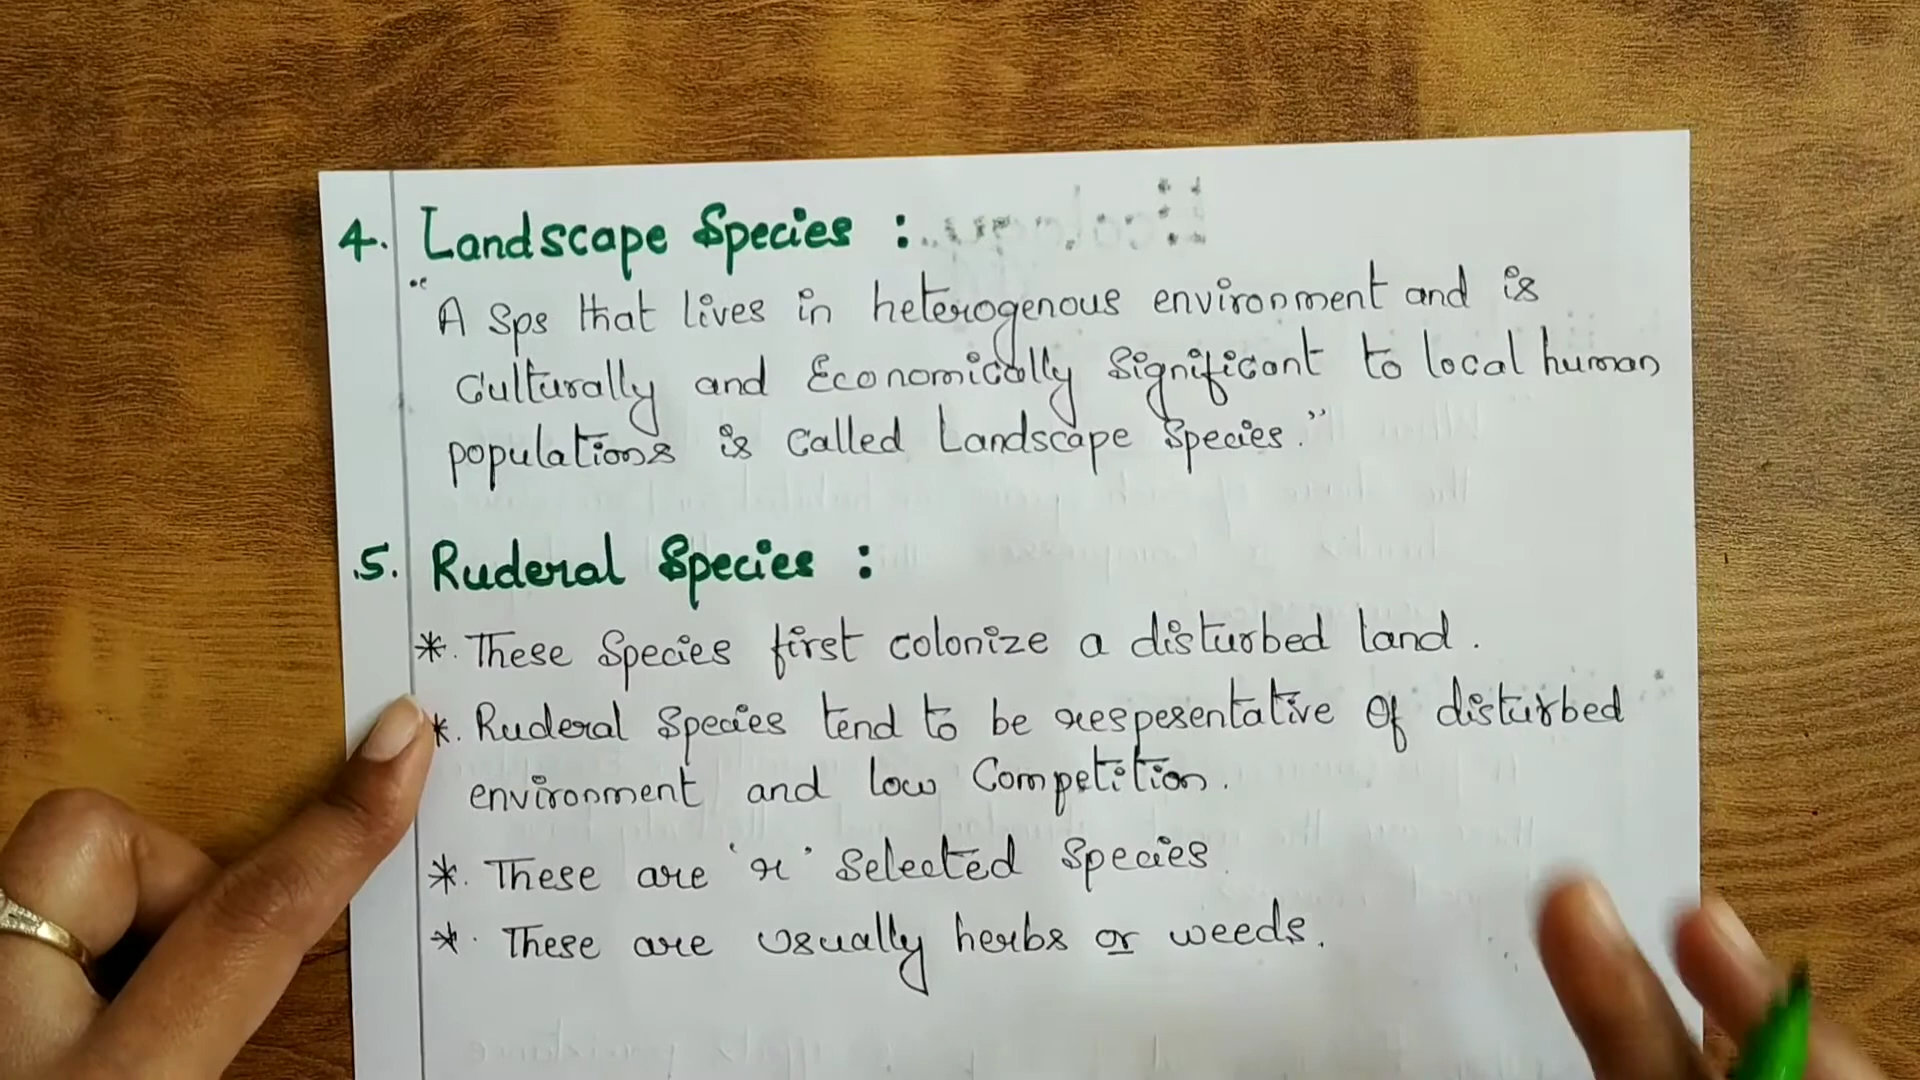 4. Landscape Species :
"A Sps that lives in heterogenous environment and is
Culturally and Economically Significant to local human
populations is called Landscape Species."
5. Ruderal Species :
*. These Species first colonize a disturbed land.
*. Ruderal Species tend to be respesentative of disturbed
environment and low Competition.
*. These are 'r' Selected Species.
*. These are usually herbs or weeds.